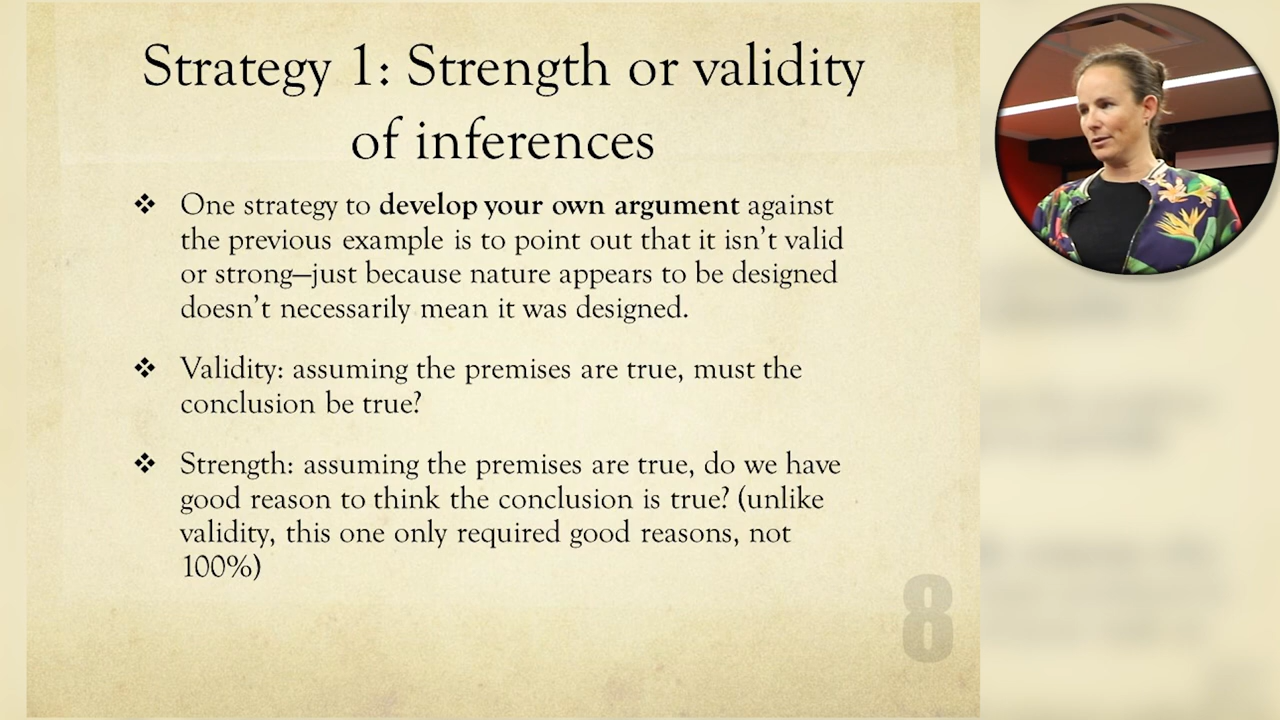 Strategy 1: Strength or validity
of inferences
❖ One strategy to develop your own argument against
the previous example is to point out that it isn’t valid
or strong—just because nature appears to be designed
doesn’t necessarily mean it was designed.
❖ Validity: assuming the premises are true, must the
conclusion be true?
❖ Strength: assuming the premises are true, do we have
good reason to think the conclusion is true? (unlike
validity, this one only required good reasons, not
100%)
8